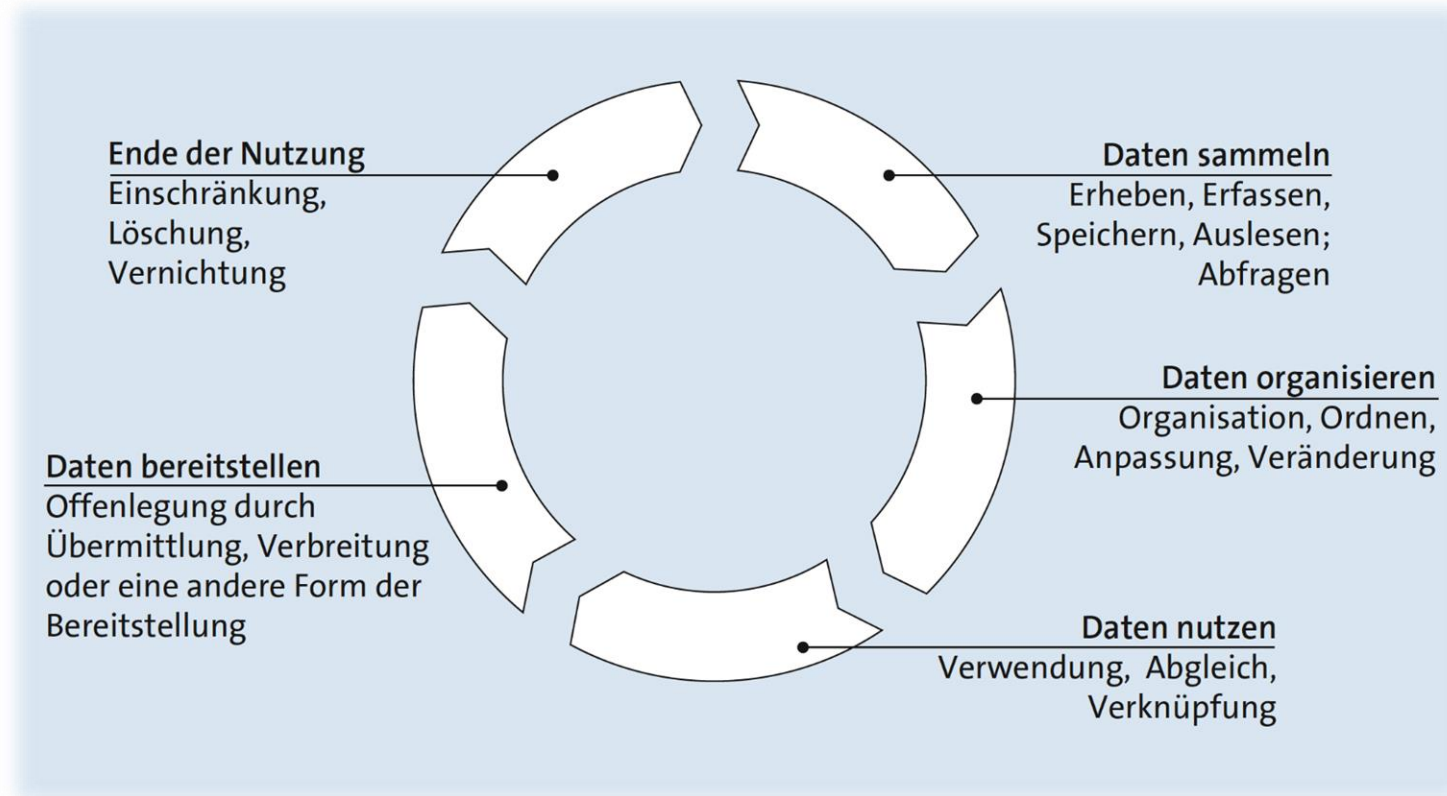 Daten sammeln
Erheben, Erfassen,
Speichern, Auslesen;
Abfragen
Daten organisieren
Organisation, Ordnen,
Anpassung, Veränderung
Daten nutzen
Verwendung, Abgleich,
Verknüpfung
Daten bereitstellen
Offenlegung durch
Übermittlung, Verbreitung
oder eine andere Form der
Bereitstellung
Ende der Nutzung
Einschränkung,
Löschung,
Vernichtung